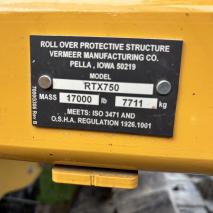 ROLL OVER PROTECTIVE STRUCTURE
VERMEER MANUFACTURING CO.
PELLA, IOWA 50219
MODEL
RTX750
MASS 17000 lb 7711 kg
MEETS: ISO 3471 AND
O.S.H.A. REGULATION 1926.1001
Rev B